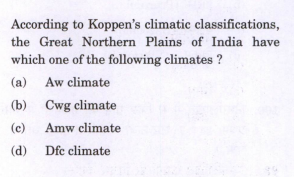 According to Koppen's climatic classifications,
the Great Northern Plains of India have
which one of the following climates ?
(a) Aw climate
(b) Cwg climate
(c) Amw climate
(d) Dfc climate